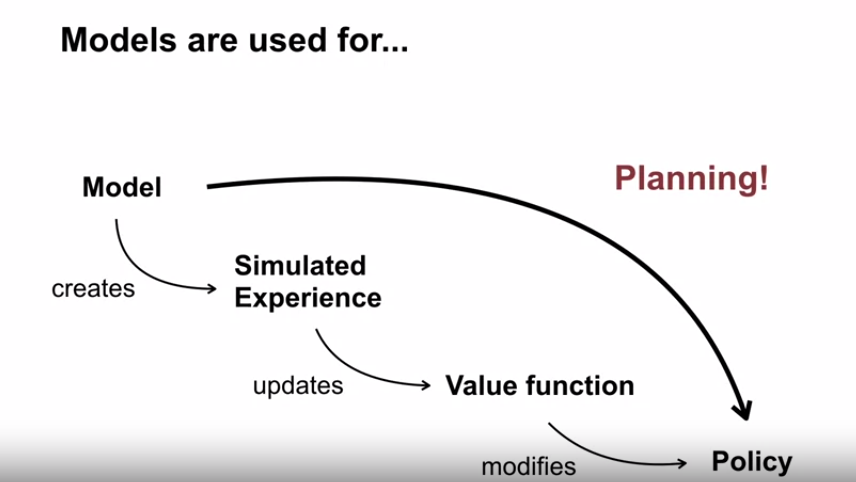 Models are used for...
Model
Planning!
creates
Simulated
Experience
updates
Value function
modifies
Policy